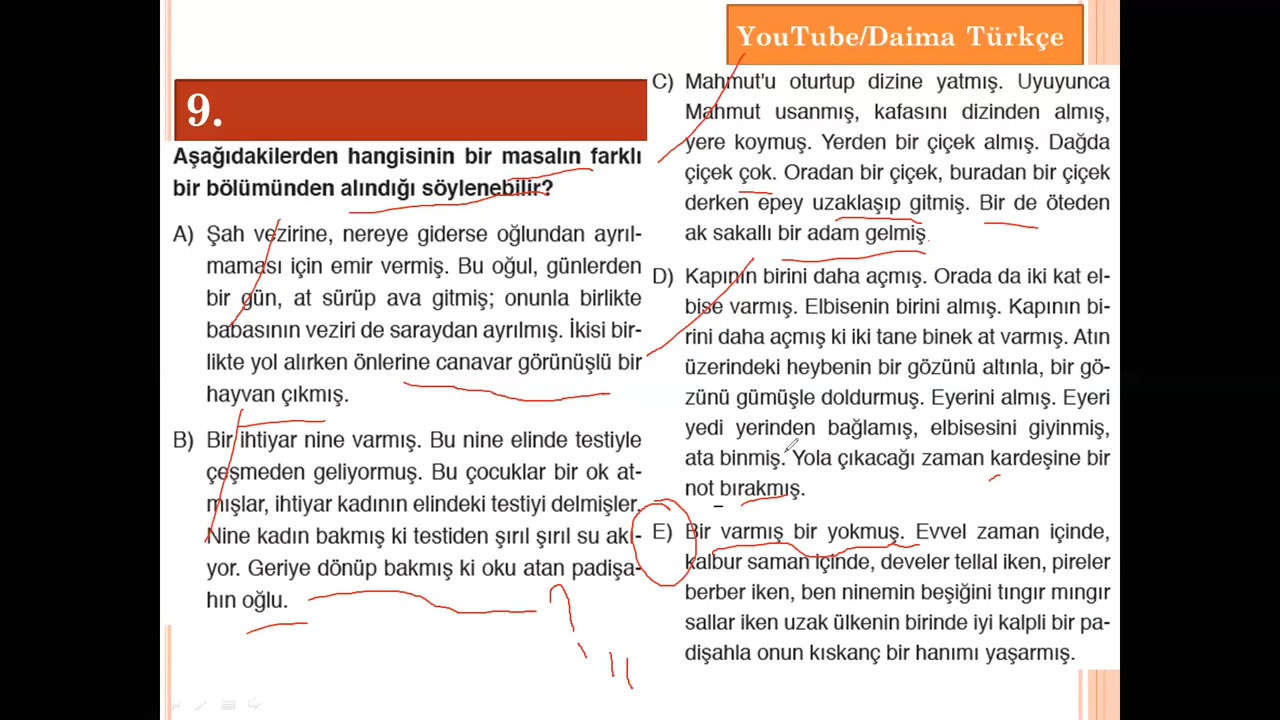 YouTube/Daima Türkçe
9.
Aşağıdakilerden hangisinin bir masalın farklı
bir bölümünden alındığı söylenebilir?
A) Şah vezirine, nereye giderse oğlundan ayrıl-
maması için emir vermiş. Bu oğul, günlerden
bir gün, at sürüp ava gitmiş; onunla birlikte
babasının veziri de saraydan ayrılmış. İkisi bir-
likte yol alırken önlerine canavar görünüşlü bir
hayvan çıkmış.
B) Bir ihtiyar nine varmış. Bu nine elinde testiyle
çeşmeden geliyormuş. Bu çocuklar bir ok at-
mışlar, ihtiyar kadının elindeki testiyi delmişler.
Nine kadın bakmış ki testiden şırıl şırıl su akı-
yor. Geriye dönüp bakmış ki oku atan padişa-
hın oğlu.
C) Mahmut'u oturtup dizine yatmış. Uyuyunca
Mahmut usanmış, kafasını dizinden almış,
yere koymuş. Yerden bir çiçek almış. Dağda
çiçek çok. Oradan bir çiçek, buradan bir çiçek
derken epey uzaklaşıp gitmiş. Bir de öteden
ak sakallı bir adam gelmiş.
D) Kapının birini daha açmış. Orada da iki kat el-
bise varmış. Elbisenin birini almış. Kapının bi-
rini daha açmış ki iki tane binek at varmış. Atın
üzerindeki heybenin bir gözünü altınla, bir gö-
zünü gümüşle doldurmuş. Eyerini almış. Eyeri
yedi yerinden bağlamış, elbisesini giyinmiş,
ata binmiş. Yola çıkacağı zaman kardeşine bir
not bırakmış.
E) Bir varmış bir yokmuş. Evvel zaman içinde,
kalbur saman içinde, develer tellal iken, pireler
berber iken, ben ninemin beşiğini tıngır mıngır
sallar iken uzak ülkenin birinde iyi kalpli bir pa-
dişahla onun kıskanç bir hanımı yaşarmış.